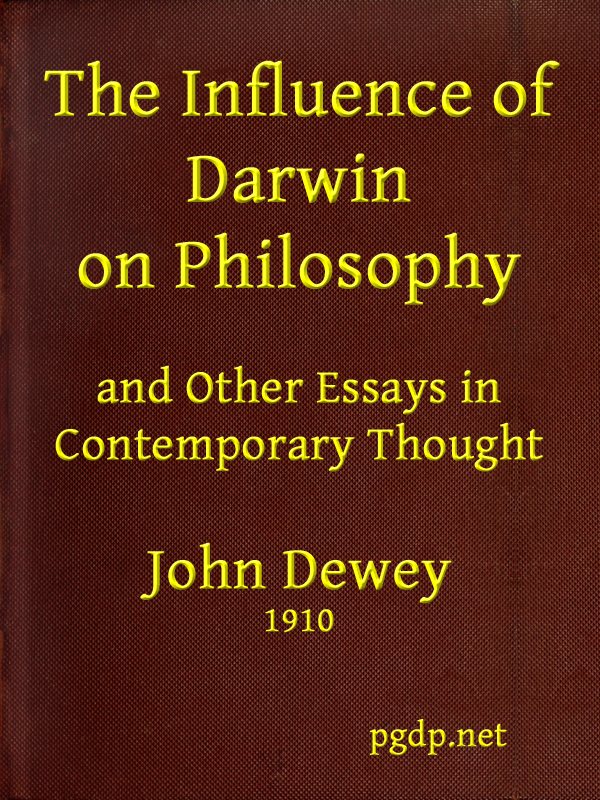 The Influence of
Darwin
on Philosophy
and Other Essays in
Contemporary Thought
John Dewey
1910
pgdp.net